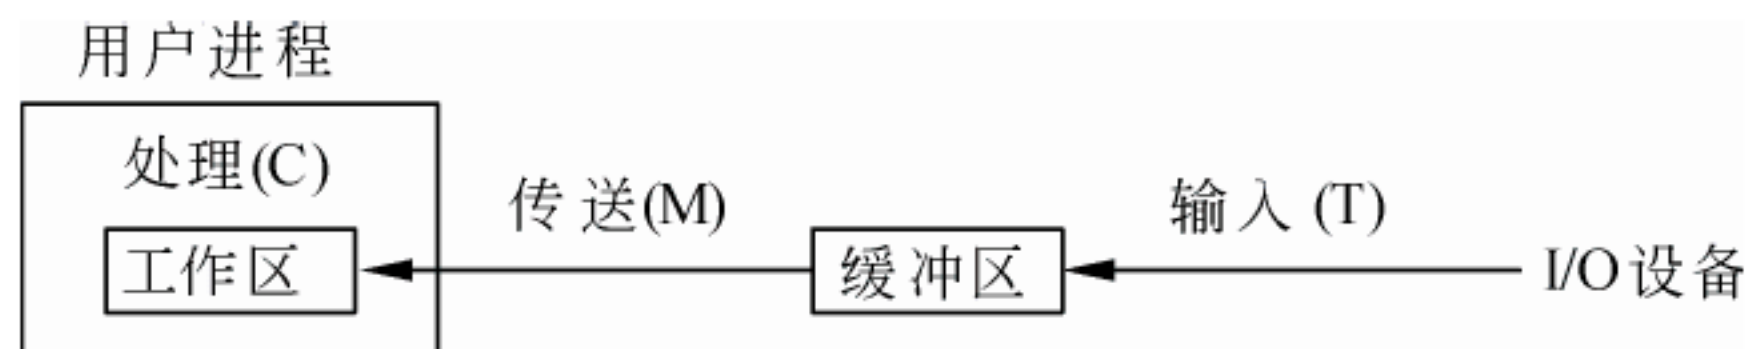 用户进程
处理(C)
传送(M)
输入(T)
工作区
缓冲区
I/O设备